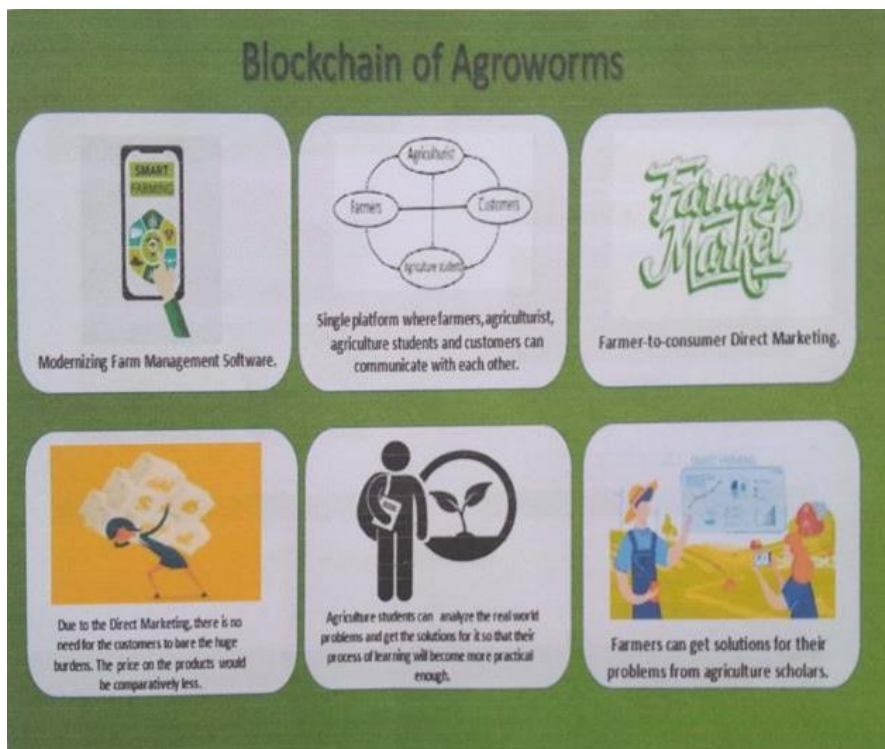 Blockchain of Agroworms
SMART
FARMING
Modernizing Farm Management Software.
Agriculturist
Farmers
Customers
Agriculture students
Single platform where farmers, agriculturist,
agriculture students and customers can
communicate with each other.
Farmers
Market
Farmer-to-consumer Direct Marketing.
Due to the Direct Marketing, there is no
need for the customers to bare the huge
burdens. The price on the products would
be comparatively less.
Agriculture students can analyze the real world
problems and get the solutions for it so that their
process of learning will become more practical
enough.
SMART FARMING
Farmers can get solutions for their
problems from agriculture scholars.